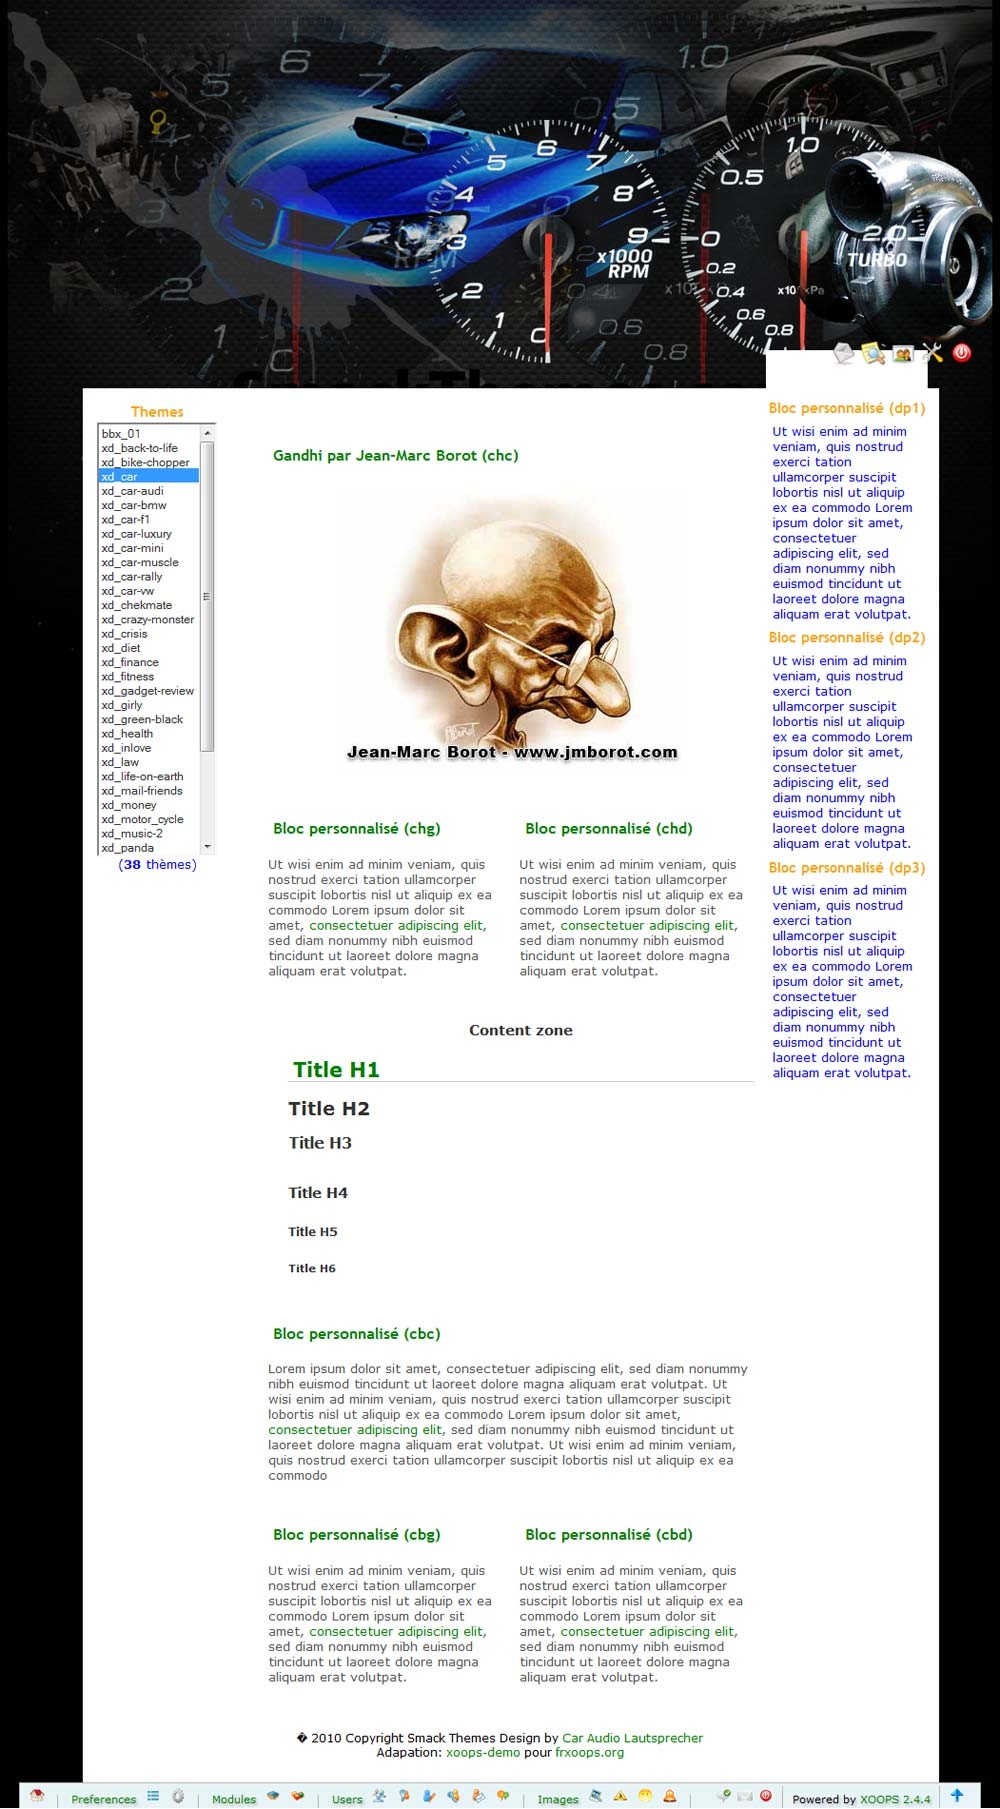 6
7
5
1.0
0.5
4
3
2
1
0
RPM
6
5
7
4
8
3
9
x1000
RPM
2
1
0
1.0
0.5
0
0.2
0.4
0.6
0.8
2.0
TURBO
0.6
0.8
Themes
bbx_01
xd_back-to-life
xd_bike-chopper
xd_car
xd_car-audi
xd_car-bmw
xd_car-f1
xd_car-luxury
xd_car-mini
xd_car-muscle
xd_car-rally
xd_car-vw
xd_chekmate
xd_crazy-monster
xd_crisis
xd_diet
xd_finance
xd_fitness
xd_gadget-review
xd_girly
xd_green-black
xd_health
xd_inlove
xd_law
xd_life-on-earth
xd_mail-friends
xd_money
xd_motor_cycle
xd_music-2
xd_panda
(38 thèmes)
Gandhi par Jean-Marc Borot (chc)
Jean-Marc Borot - www.jmborot.com
Bloc personnalisé (chg)
Ut wisi enim ad minim veniam, quis
nostrud exerci tation ullamcorper
suscipit lobortis nisl ut aliquip ex ea
commodo Lorem ipsum dolor sit
amet, consectetuer adipiscing elit,
sed diam nonummy nibh euismod
tincidunt ut laoreet dolore magna
aliquam erat volutpat.
Bloc personnalisé (chd)
Ut wisi enim ad minim veniam, quis
nostrud exerci tation ullamcorper
suscipit lobortis nisl ut aliquip ex ea
commodo Lorem ipsum dolor sit
amet, consectetuer adipiscing elit,
sed diam nonummy nibh euismod
tincidunt ut laoreet dolore magna
aliquam erat volutpat.
Content zone
Title H1
Title H2
Title H3
Title H4
Title H5
Title H6
Bloc personnalisé (cbc)
Lorem ipsum dolor sit amet, consectetuer adipiscing elit, sed diam nonummy
nibh euismod tincidunt ut laoreet dolore magna aliquam erat volutpat. Ut
wisi enim ad minim veniam, quis nostrud exerci tation ullamcorper suscipit
lobortis nisl ut aliquip ex ea commodo Lorem ipsum dolor sit amet,
consectetuer adipiscing elit, sed diam nonummy nibh euismod tincidunt ut
laoreet dolore magna aliquam erat volutpat. Ut wisi enim ad minim veniam,
quis nostrud exerci tation ullamcorper suscipit lobortis nisl ut aliquip ex ea
commodo
Bloc personnalisé (cbg)
Ut wisi enim ad minim veniam, quis
nostrud exerci tation ullamcorper
suscipit lobortis nisl ut aliquip ex ea
commodo Lorem ipsum dolor sit
amet, consectetuer adipiscing elit,
sed diam nonummy nibh euismod
tincidunt ut laoreet dolore magna
aliquam erat volutpat.
Bloc personnalisé (cbd)
Ut wisi enim ad minim veniam, quis
nostrud exerci tation ullamcorper
suscipit lobortis nisl ut aliquip ex ea
commodo Lorem ipsum dolor sit
amet, consectetuer adipiscing elit,
sed diam nonummy nibh euismod
tincidunt ut laoreet dolore magna
aliquam erat volutpat.
Bloc personnalisé (dp1)
Ut wisi enim ad minim
veniam, quis nostrud
exerci tation
ullamcorper suscipit
lobortis nisl ut aliquip
ex ea commodo Lorem
ipsum dolor sit amet,
consectetuer
adipiscing elit, sed
diam nonummy nibh
euismod tincidunt ut
laoreet dolore magna
aliquam erat volutpat.
Bloc personnalisé (dp2)
Ut wisi enim ad minim
veniam, quis nostrud
exerci tation
ullamcorper suscipit
lobortis nisl ut aliquip
ex ea commodo Lorem
ipsum dolor sit amet,
consectetuer
adipiscing elit, sed
diam nonummy nibh
euismod tincidunt ut
laoreet dolore magna
aliquam erat volutpat.
Bloc personnalisé (dp3)
Ut wisi enim ad minim
veniam, quis nostrud
exerci tation
ullamcorper suscipit
lobortis nisl ut aliquip
ex ea commodo Lorem
ipsum dolor sit amet,
consectetuer
adipiscing elit, sed
diam nonummy nibh
euismod tincidunt ut
laoreet dolore magna
aliquam erat volutpat.
� 2010 Copyright Smack Themes Design by Car Audio Lautsprecher
Adapation: xoops-demo pour frxoops.org
Preferences | Modules | Users | Images | Powered by XOOPS 2.4.4